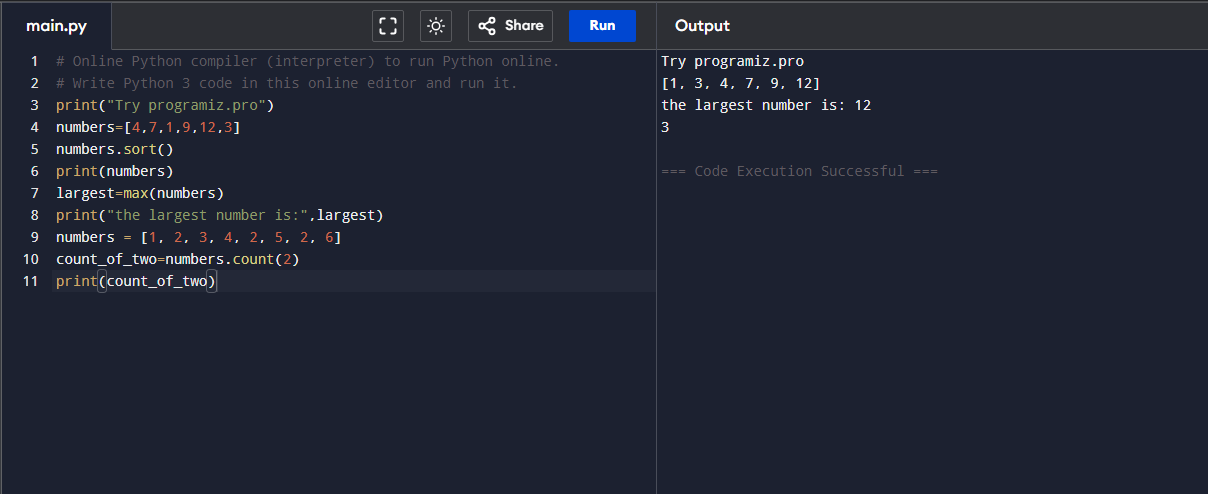 main.py
Share
Run
Output
1 # Online Python compiler (interpreter) to run Python online.
2 # Write Python 3 code in this online editor and run it.
3 print("Try programiz.pro")
4 numbers=[4,7,1,9,12,3]
5 numbers.sort()
6 print(numbers)
7 largest=max(numbers)
8 print("the largest number is:",largest)
9 numbers = [1, 2, 3, 4, 2, 5, 2, 6]
10 count_of_two=numbers.count(2)
11 print(count_of_two)
Try programiz.pro
[1, 3, 4, 7, 9, 12]
the largest number is: 12
3
=== Code Execution Successful ===